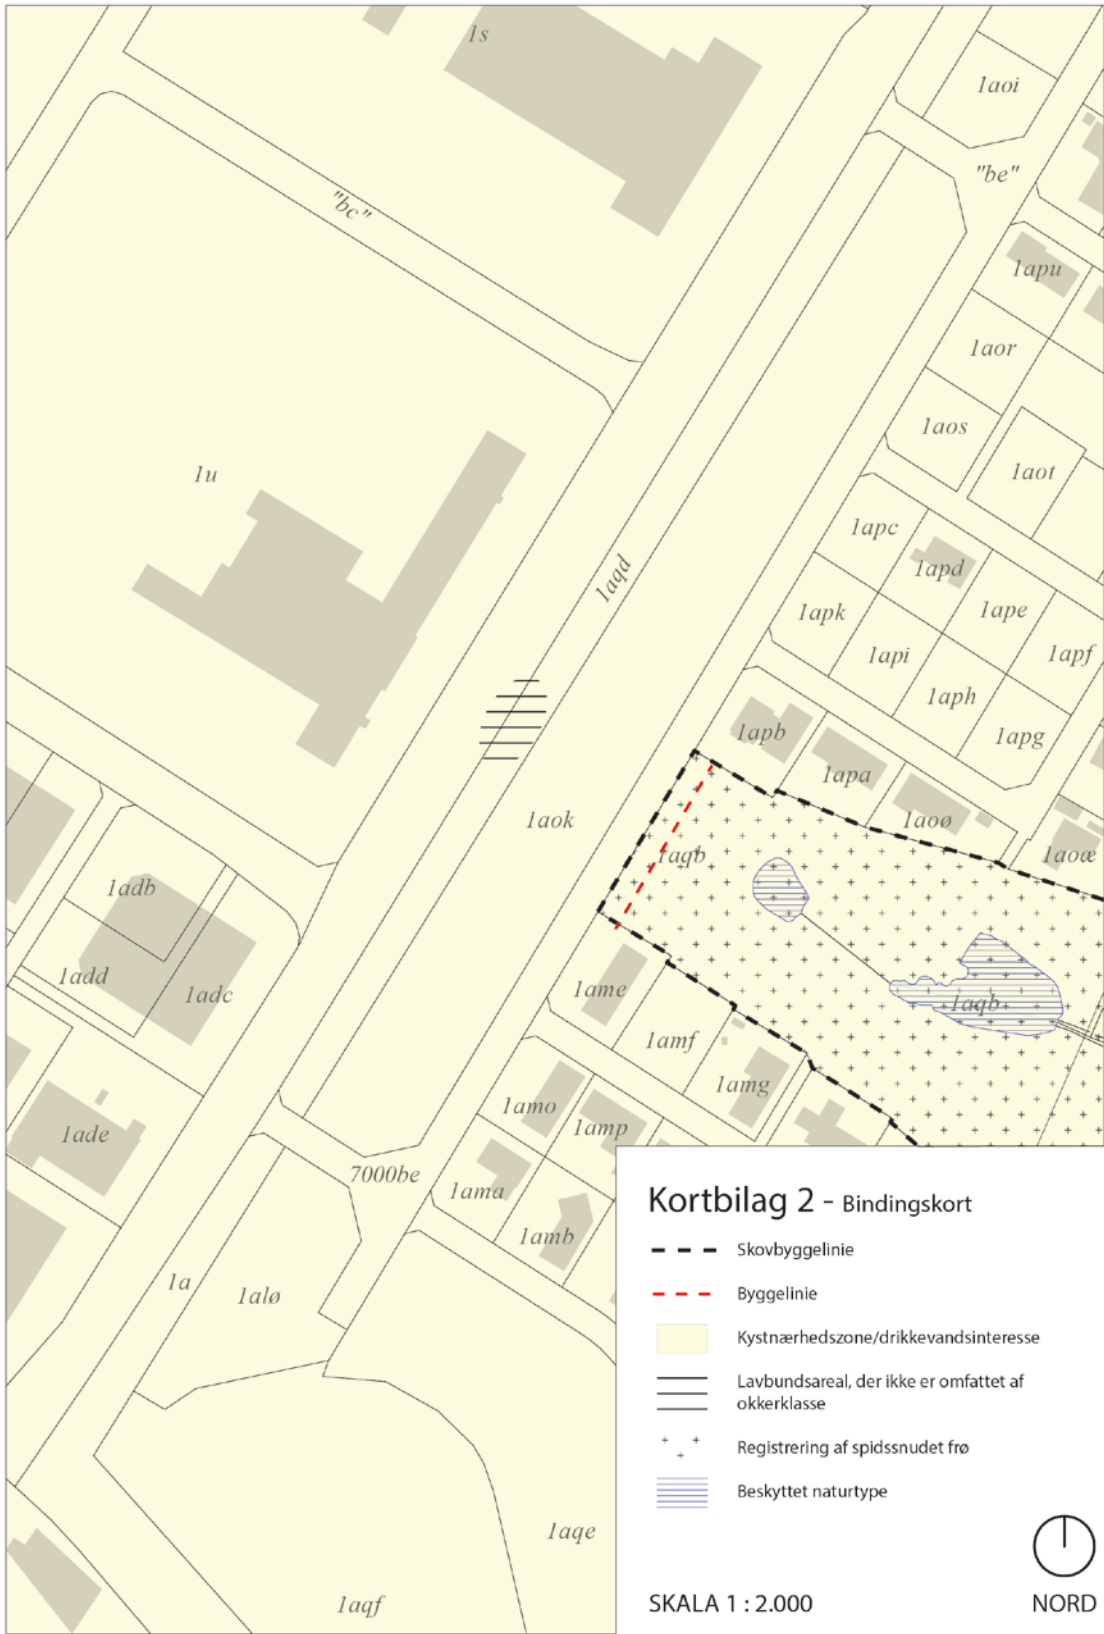 1s
1aoi
"be"
"bc"
1apu
1aor
1aos
1aot
1u
1apc
1apd
1aqd
1ape
1apk
1apf
1api
1aph
1apb
1apg
1apa
1aok
1aoø
1aqb
1aoæ
1adb
1add
1adc
1ame
1aqb
1amf
1amg
1amo
1ade
1amp
7000be
1ama
1amb
1a
1alø
1aqe
1aqf
Kortbilag 2 - Bindingskort
Skovbyggelinie
Byggelinie
Kystnærhedszone/drikkevandsinteresse
Lavbundsareal, der ikke er omfattet af
okkerklasse
Registrering af spidssnudet frø
Beskyttet naturtype
SKALA 1 : 2.000
NORD